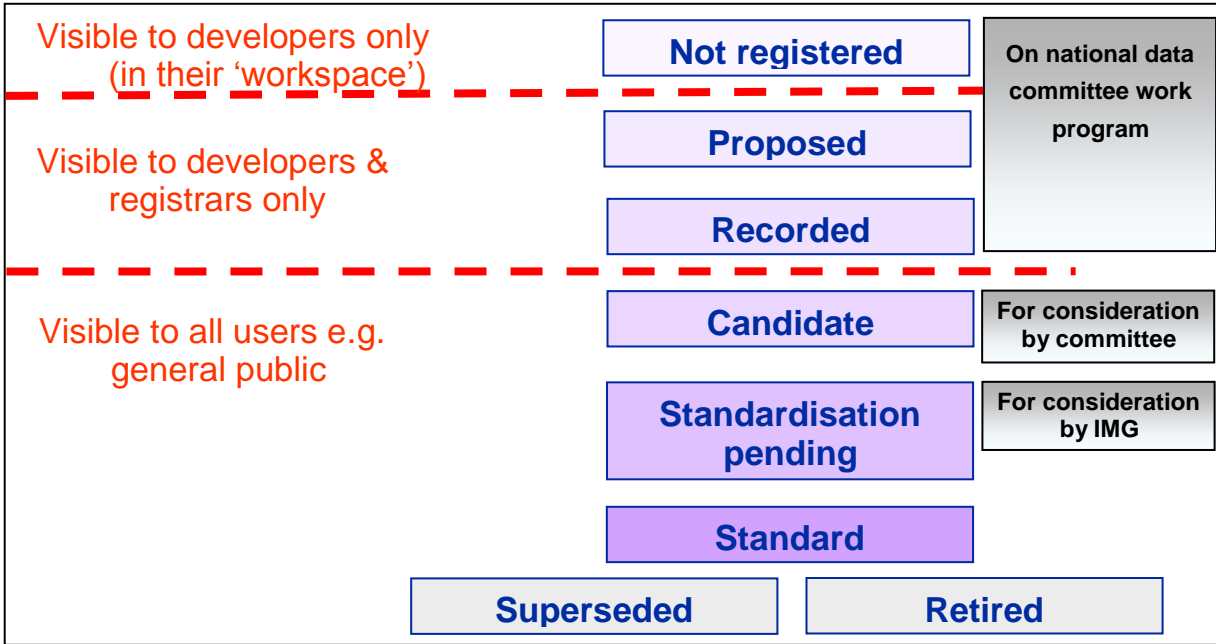 Visible to developers only
(in their ‘workspace’)
Not registered
On national data
committee work
program
Visible to developers &
registrars only
Proposed
Recorded
Visible to all users e.g.
general public
Candidate
For consideration
by committee
Standardisation
pending
For consideration
by IMG
Standard
Superseded
Retired